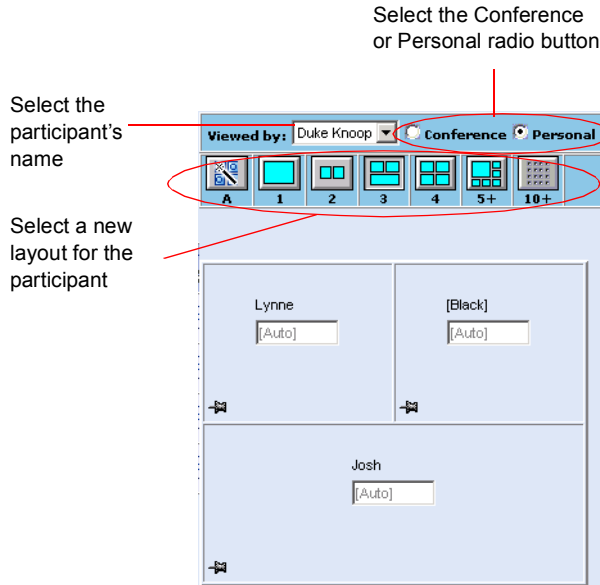 Select the Conference
or Personal radio button
Select the
participant's
name
Viewed by: Duke Knoop Conference Personal
A 1 2 3 4 5+ 10+
Select a new
layout for the
participant
Lynne [Black]
[Auto] [Auto]
Josh
[Auto]